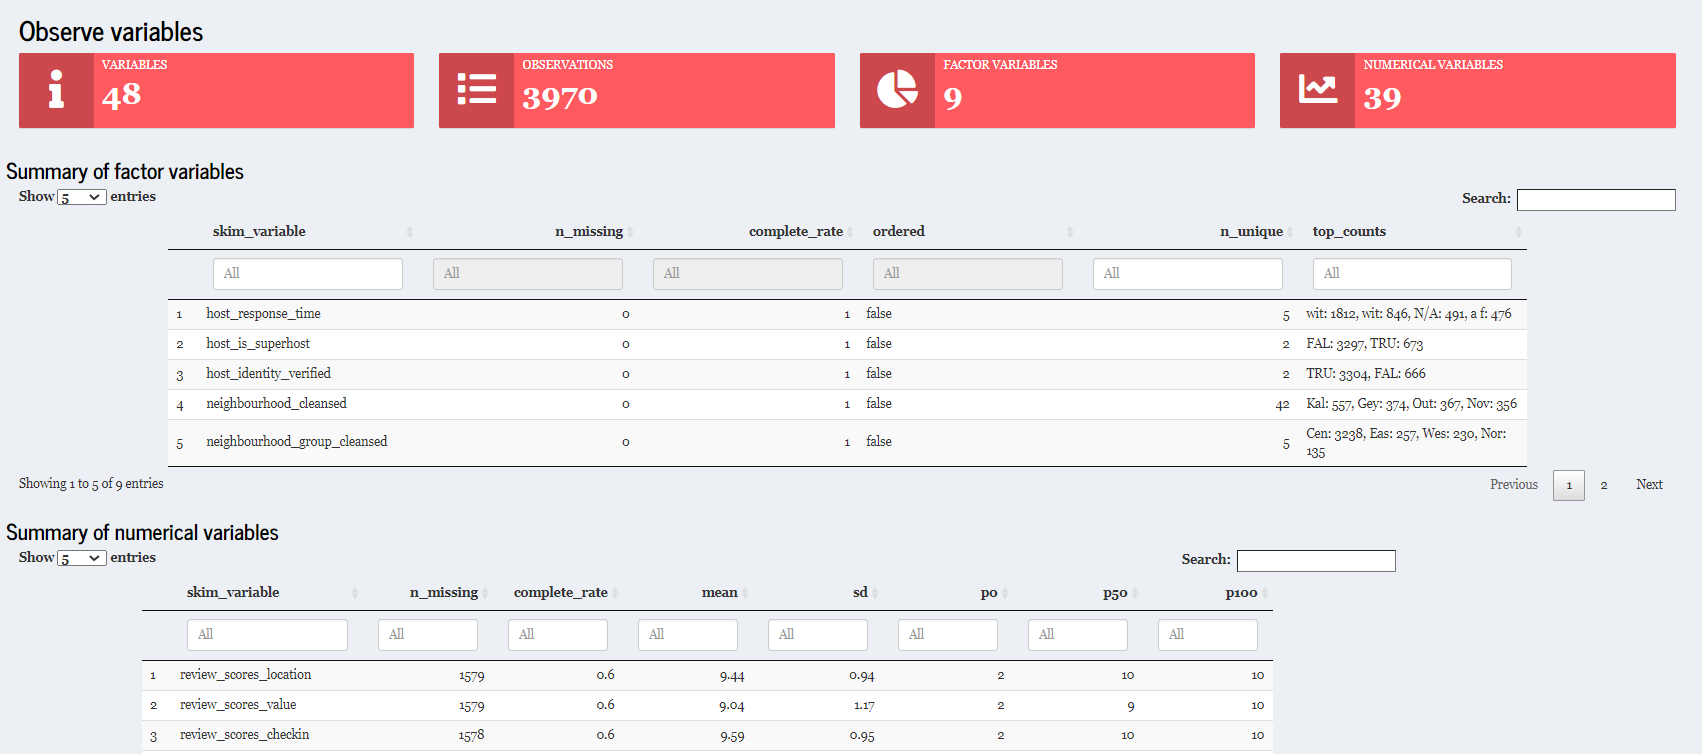 Observe variables
VARIABLES
48
OBSERVATIONS
3970
FACTOR VARIABLES
9
NUMERICAL VARIABLES
39
Summary of factor variables
Show 5 entries
Search:
skim_variable n_missing complete_rate ordered n_unique top_counts
All All All All All All
1 host_response_time 0 1 false 5 wit: 1812, wit: 846, N/A: 491, a f: 476
2 host_is_superhost 0 1 false 2 FAL: 3297, TRU: 673
3 host_identity_verified 0 1 false 2 TRU: 3304, FAL: 666
4 neighbourhood_cleansed 0 1 false 42 Kal: 557, Gey: 374, Out: 367, Nov: 356
5 neighbourhood_group_cleansed 0 1 false 5 Cen: 3238, Eas: 257, Wes: 230, Nor:
135
Showing 1 to 5 of 9 entries
Previous 1 2 Next
Summary of numerical variables
Show 5 entries
Search:
skim_variable n_missing complete_rate mean sd p0 p50 p100
All All All All All All All All
1 review_scores_location 1579 0.6 9.44 0.94 2 10 10
2 review_scores_value 1579 0.6 9.04 1.17 2 9 10
3 review_scores_checkin 1578 0.6 9.59 0.95 2 10 10